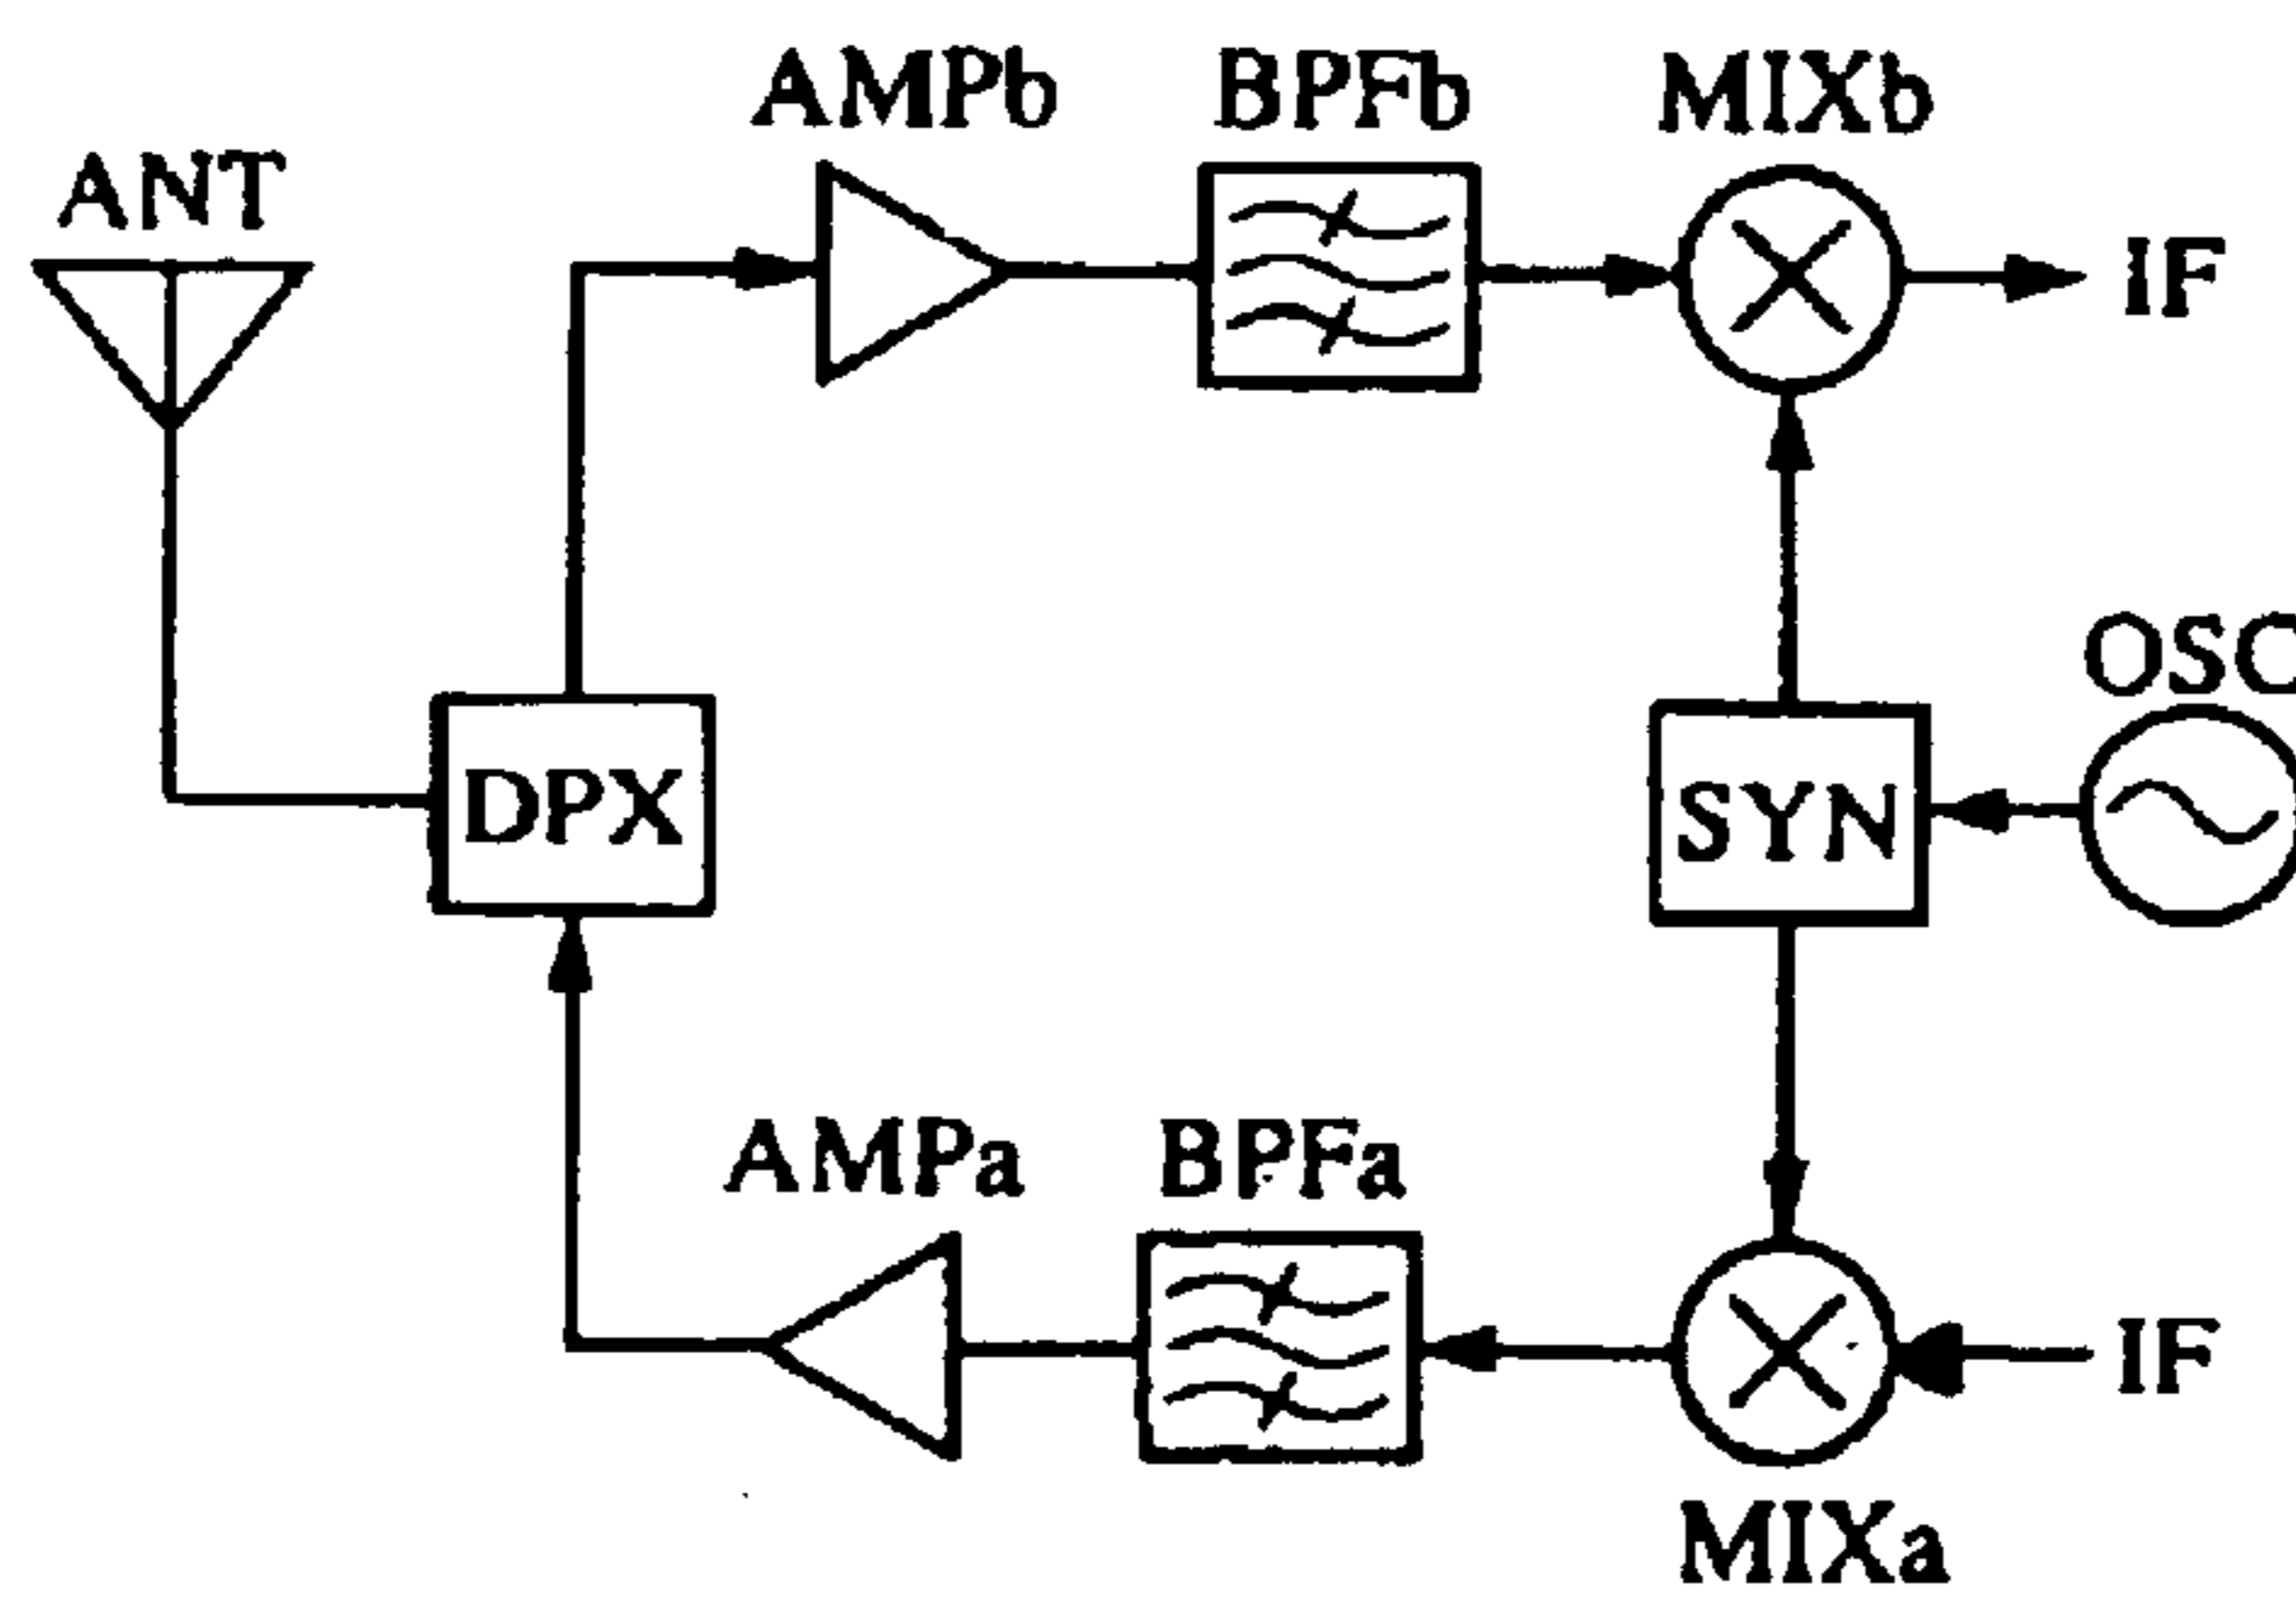 AMPb BPFb MIXb
ANT
IF
OSC
DPX
SYN
AMPa BPFa
IF
MIXa